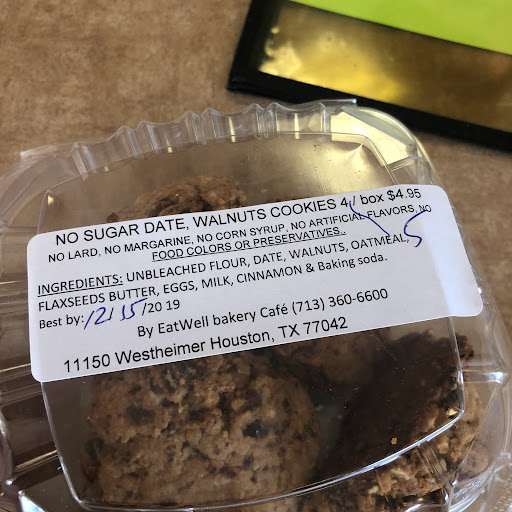 NO SUGAR DATE, WALNUTS COOKIES 4 / box $4.95
NO LARD, NO MARGARINE, NO CORN SYRUP, NO ARTIFICIAL FLAVORS, NO
FOOD COLORS OR PRESERVATIVES..
5
INGREDIENTS: UNBLEACHED FLOUR, DATE, WALNUTS, OATMEAL,
FLAXSEEDS BUTTER, EGGS, MILK, CINNAMON & Baking soda.
Best by: 12/15/20 19
By EatWell bakery Café (713) 360-6600
11150 Westheimer Houston, TX 77042